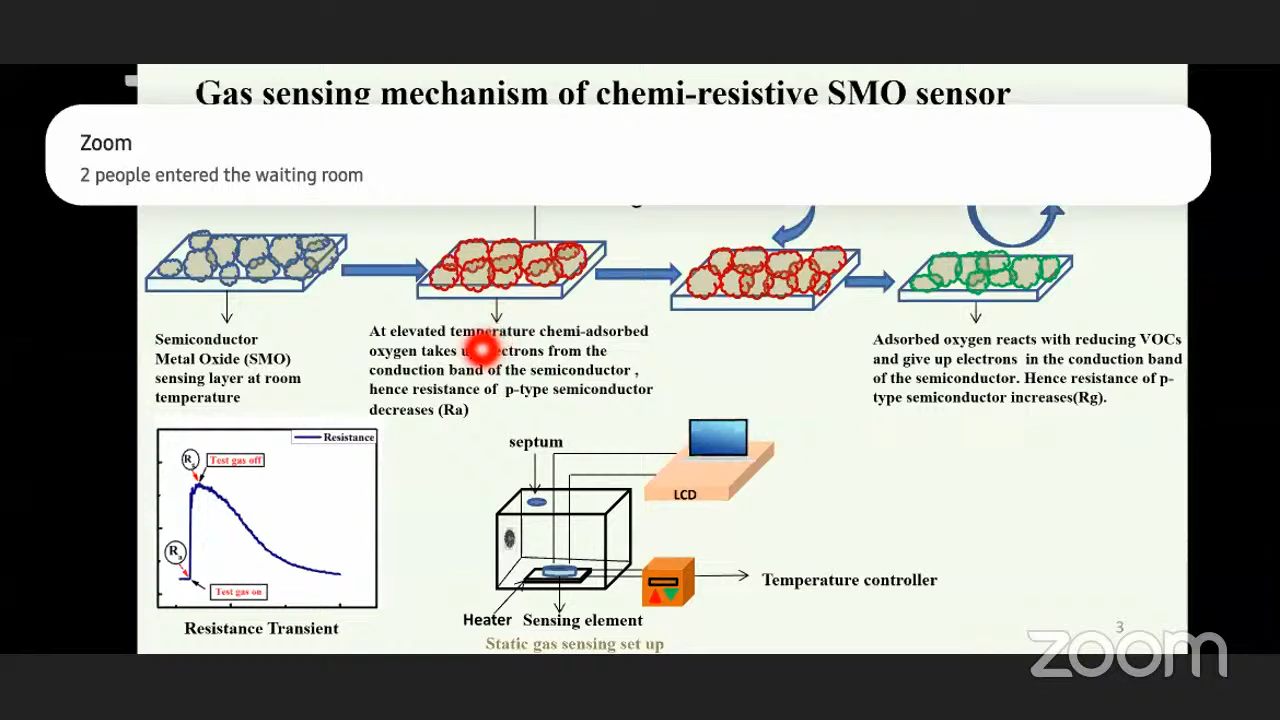 Gas sensing mechanism of chemi-resistive SMO sensor
Zoom
2 people entered the waiting room
Semiconductor
Metal Oxide (SMO)
sensing layer at room
temperature
At elevated temperature chemi-adsorbed
oxygen takes electrons from the
conduction band of the semiconductor ,
hence resistance of p-type semiconductor
decreases (Ra)
Adsorbed oxygen reacts with reducing VOCs
and give up electrons in the conduction band
of the semiconductor. Hence resistance of p-
type semiconductor increases(Rg).
Resistance
Rg
Test gas off
Ra
Test gas on
Resistance Transient
septum
LCD
Temperature controller
Heater
Sensing element
Static gas sensing set up
3
zoom